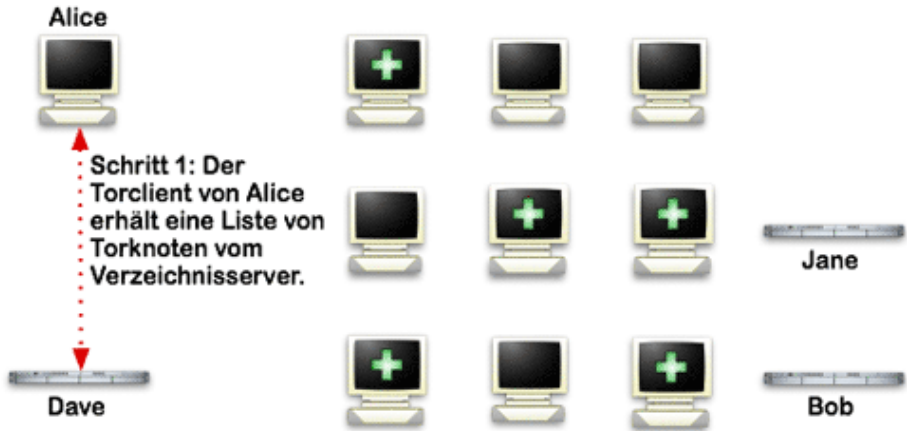 Alice
Schritt 1: Der
Torclient von Alice
erhält eine Liste von
Torknoten vom
Verzeichnisserver.
Jane
Dave
Bob